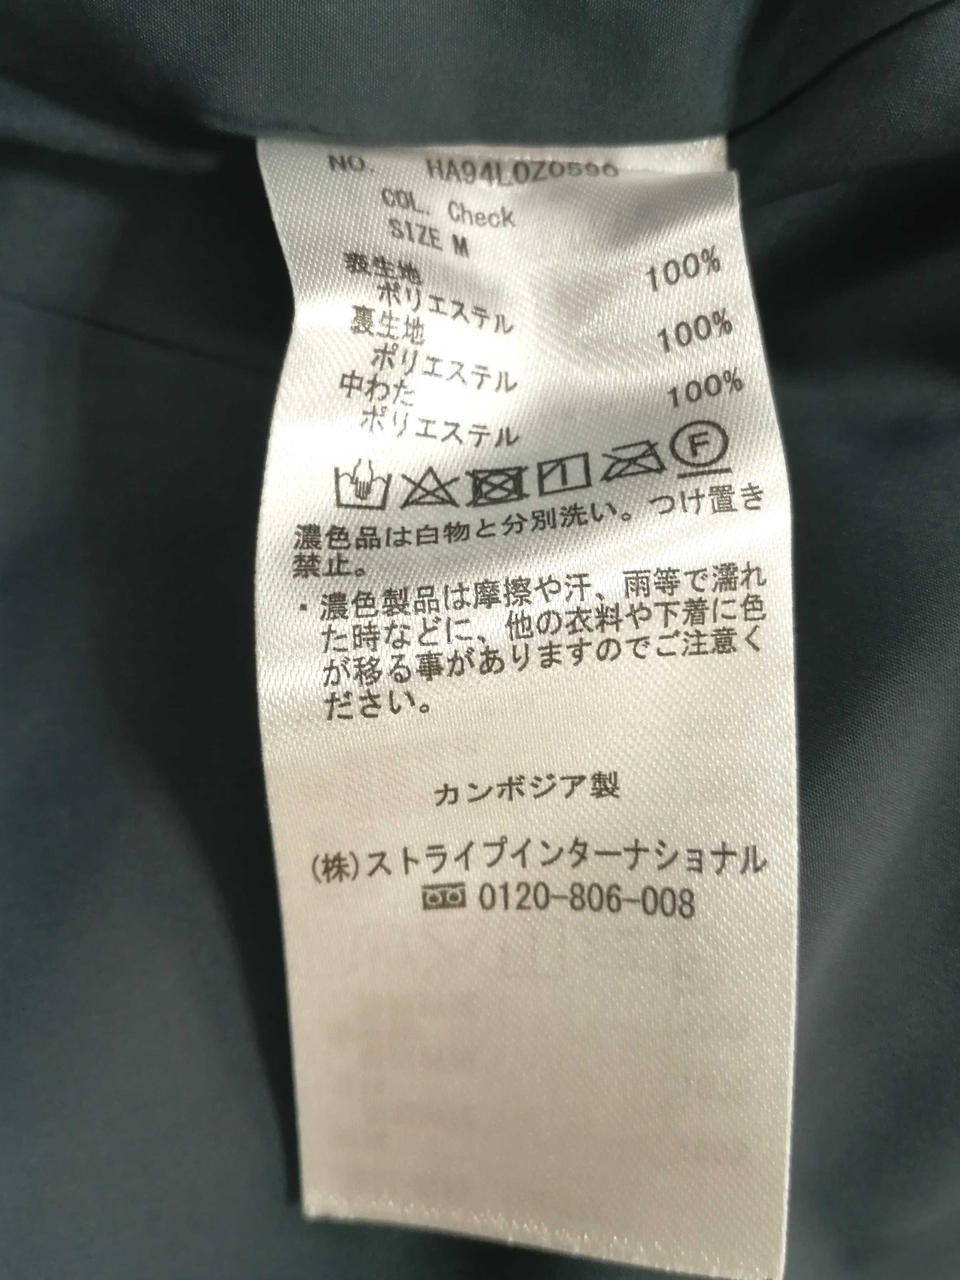 NO. HA94L0Z0590
COL. Check
SIZE M
表生地
ポリエステル 100%
裏生地
ポリエステル 100%
中わた
ポリエステル 100%
F
濃色品は白物と分別洗い。つけ置き
禁止。
・濃色製品は摩擦や汗、雨等で濡れ
た時などに、他の衣料や下着に色
が移る事がありますのでご注意く
ださい。
カンボジア製
(株)ストライプインターナショナル
0120-806-008